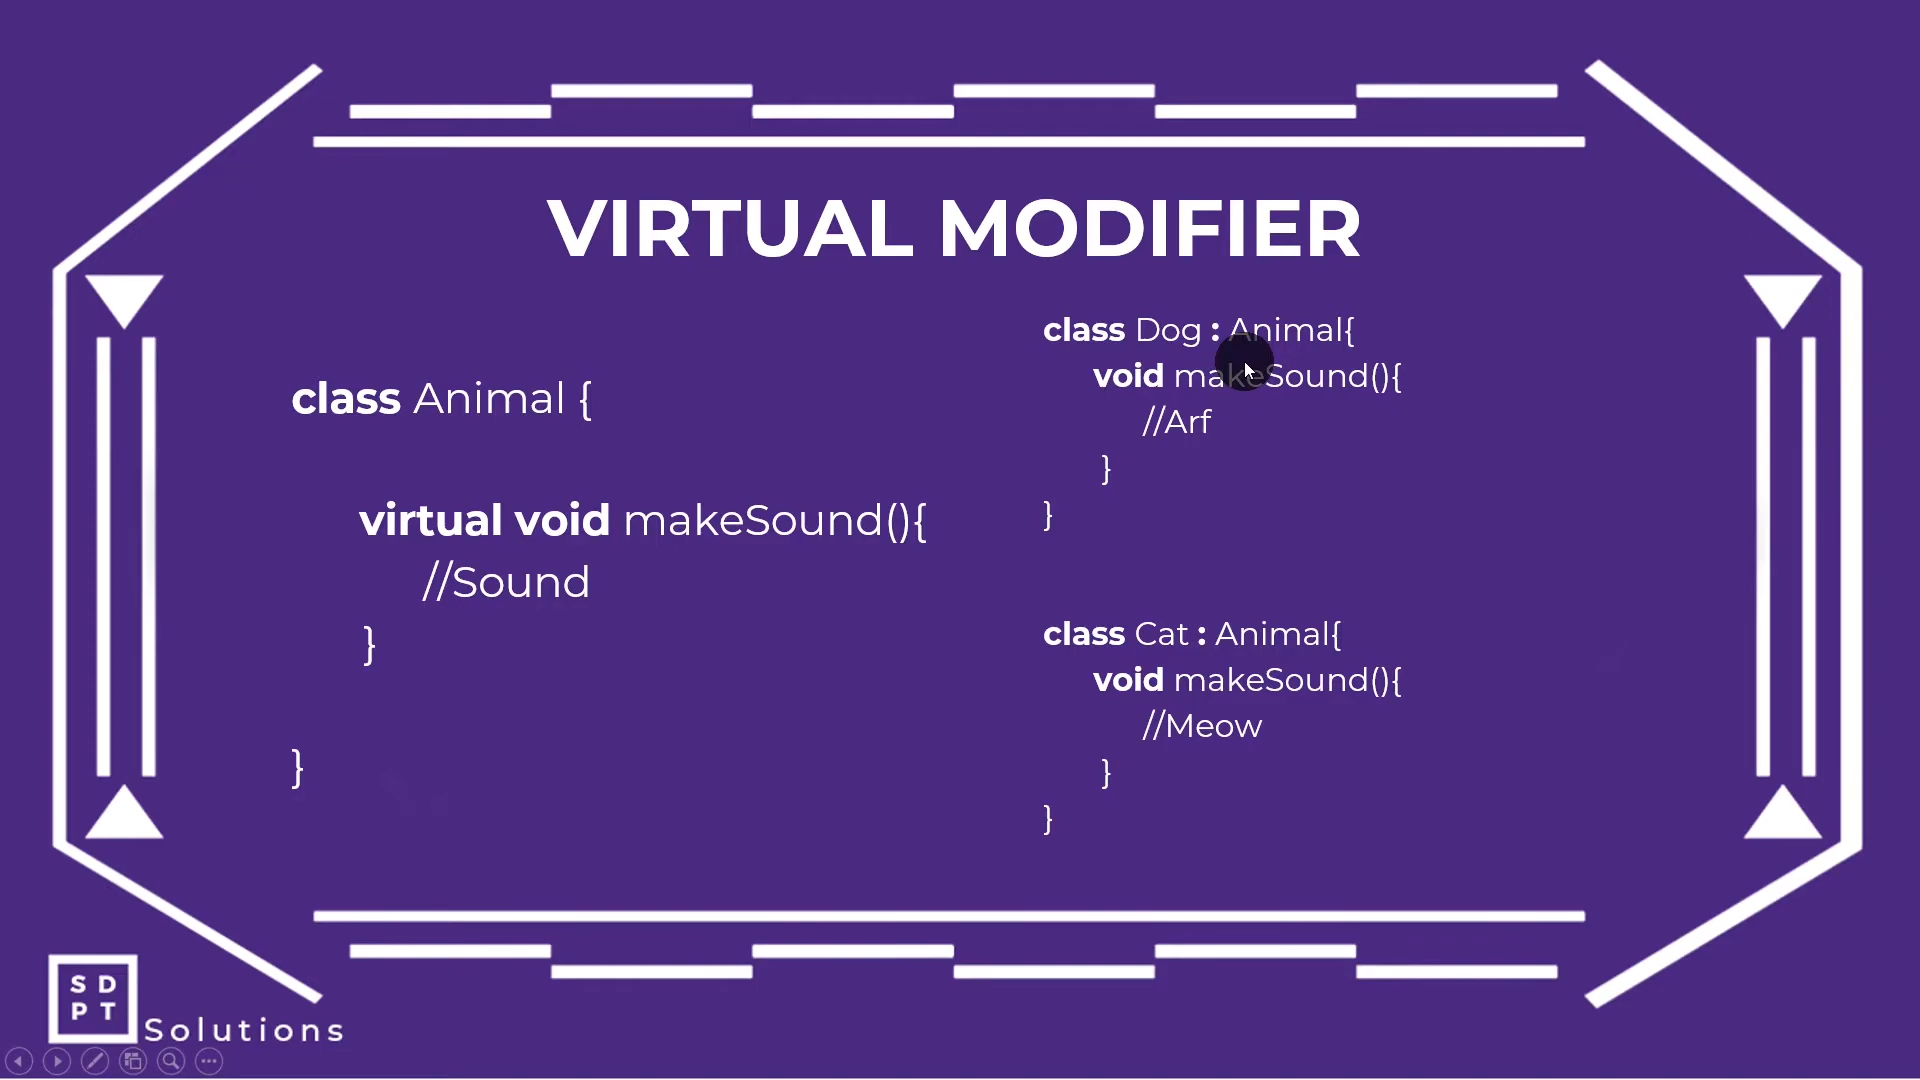 VIRTUAL MODIFIER
class Animal {
virtual void makeSound(){
//Sound
}
}
class Dog : Animal{
void makeSound(){
//Arf
}
}
class Cat : Animal{
void makeSound(){
//Meow
}
}
S D
P T
Solutions